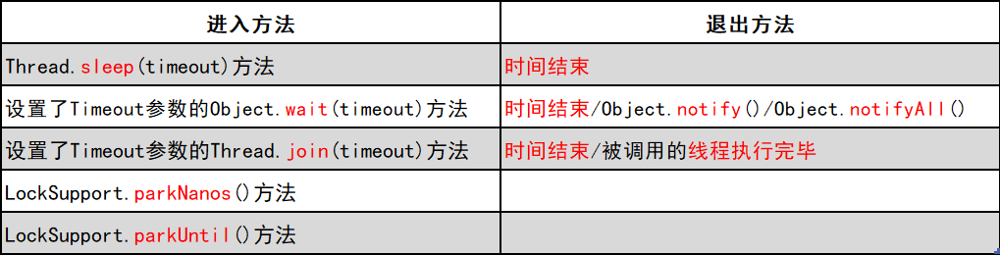 进入方法 退出方法
Thread.sleep(timeout)方法 时间结束
设置了Timeout参数的Object.wait(timeout)方法 时间结束/Object.notify()/Object.notifyAll()
设置了Timeout参数的Thread.join(timeout)方法 时间结束/被调用的线程执行完毕
LockSupport.parkNanos()方法
LockSupport.parkUntil()方法